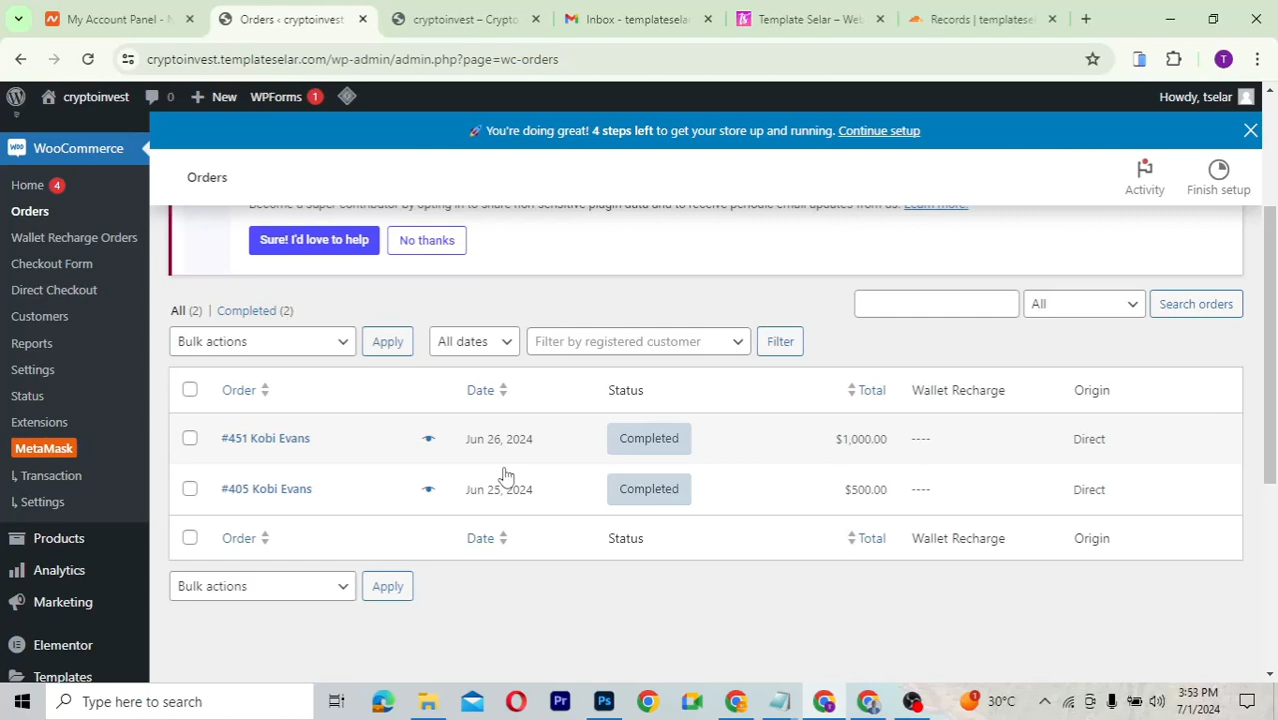 My Account Panel - N
Orders ‹ cryptoinvest
cryptoinvest – Crypto
Inbox - templateselar
Template Selar – Web
Records | templatesel
cryptoinvest.templateselar.com/wp-admin/admin.php?page=wc-orders
T
cryptoinvest
0
New
WPForms 1
Howdy, tselar
🚀 You're doing great! 4 steps left to get your store up and running. Continue setup
WooCommerce
Home 4
Orders
Wallet Recharge Orders
Checkout Form
Direct Checkout
Customers
Reports
Settings
Status
Extensions
MetaMask
↳Transaction
↳Settings
Products
Analytics
Marketing
Elementor
Templates
Orders
Activity
Finish setup
Become a super contributor by opting in to share non-sensitive plugin data and to receive periodic email updates from us. Learn more.
Sure! I'd love to help
No thanks
All (2) | Completed (2)
All
Search orders
Bulk actions
Apply
All dates
Filter by registered customer
Filter
Order Date Status Total Wallet Recharge Origin
#451 Kobi Evans Jun 26, 2024 Completed $1,000.00 ---- Direct
#405 Kobi Evans Jun 25, 2024 Completed $500.00 ---- Direct
Order Date Status Total Wallet Recharge Origin
Bulk actions
Apply
Type here to search
Pr
Ps
30°C
3:53 PM
7/1/2024